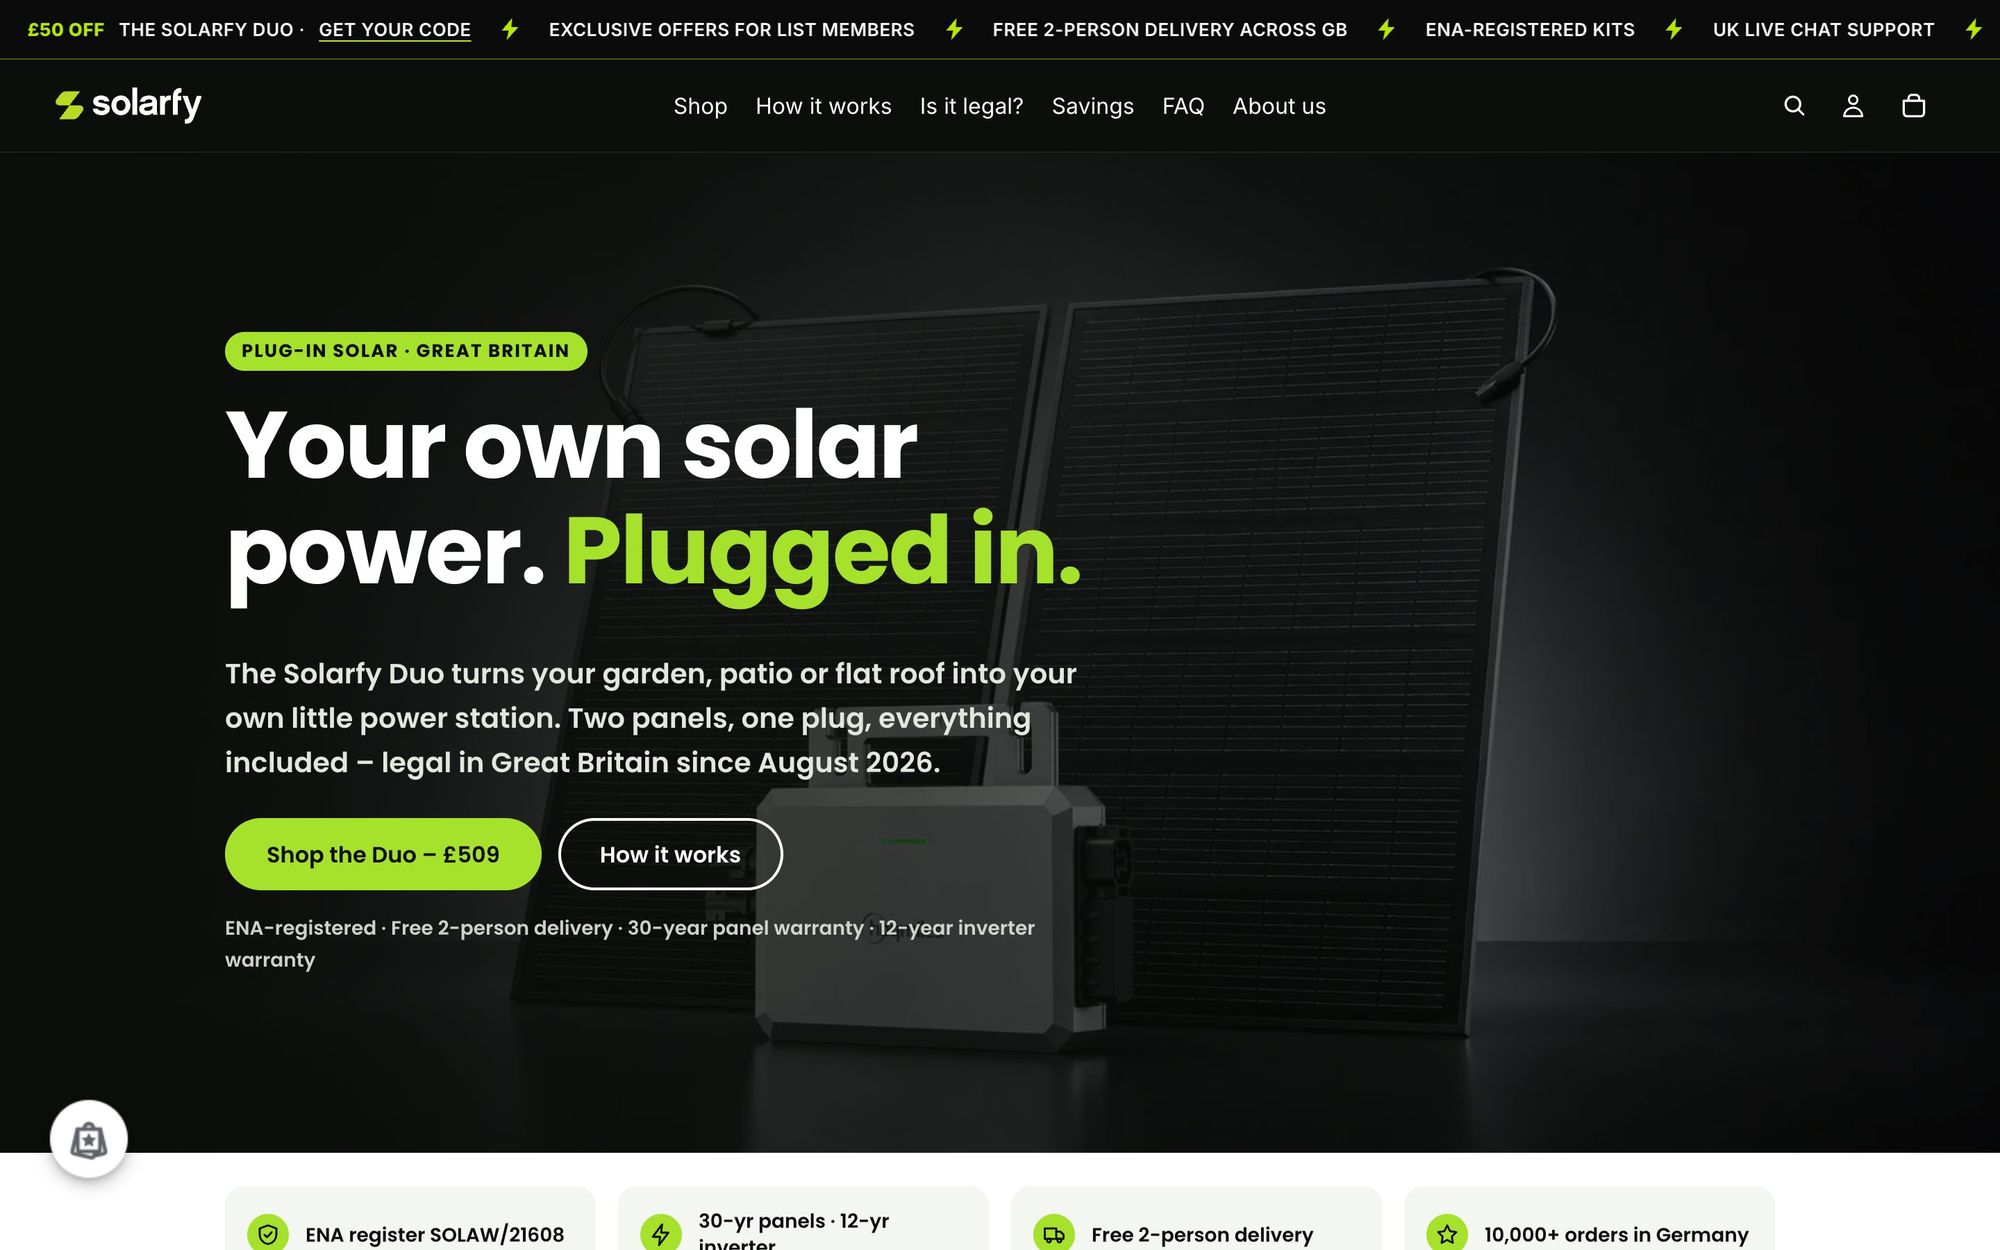 £50 OFF THE SOLARFY DUO · GET YOUR CODE EXCLUSIVE OFFERS FOR LIST MEMBERS FREE 2-PERSON DELIVERY ACROSS GB ENA-REGISTERED KITS UK LIVE CHAT SUPPORT
solarfy
Shop How it works Is it legal? Savings FAQ About us
PLUG-IN SOLAR · GREAT BRITAIN
Your own solar
power. Plugged in.
The Solarfy Duo turns your garden, patio or flat roof into your
own little power station. Two panels, one plug, everything
included – legal in Great Britain since August 2026.
Shop the Duo – £509
How it works
ENA-registered · Free 2-person delivery · 30-year panel warranty · 12-year inverter
warranty
ENA register SOLAW/21608
30-yr panels · 12-yr
inverter
Free 2-person delivery
10,000+ orders in Germany